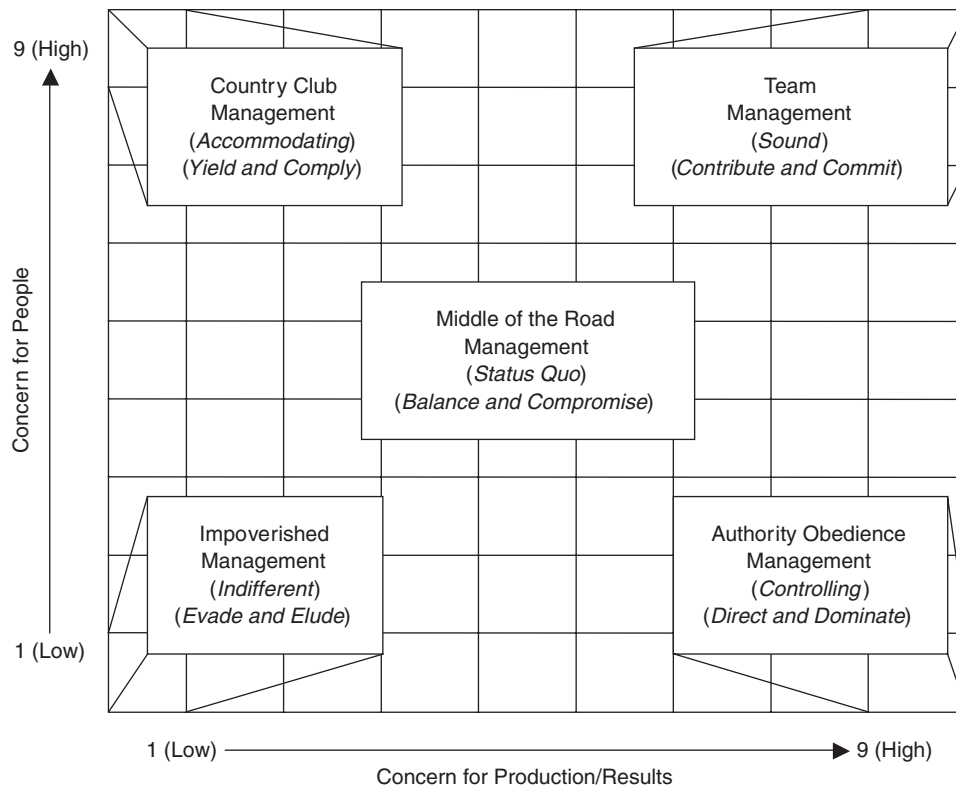 9 (High)
Country Club
Management
(Accommodating)
(Yield and Comply)
Team
Management
(Sound)
(Contribute and Commit)
Concern for People
Middle of the Road
Management
(Status Quo)
(Balance and Compromise)
Impoverished
Management
(Indifferent)
(Evade and Elude)
Authority Obedience
Management
(Controlling)
(Direct and Dominate)
1 (Low)
1 (Low)
9 (High)
Concern for Production/Results